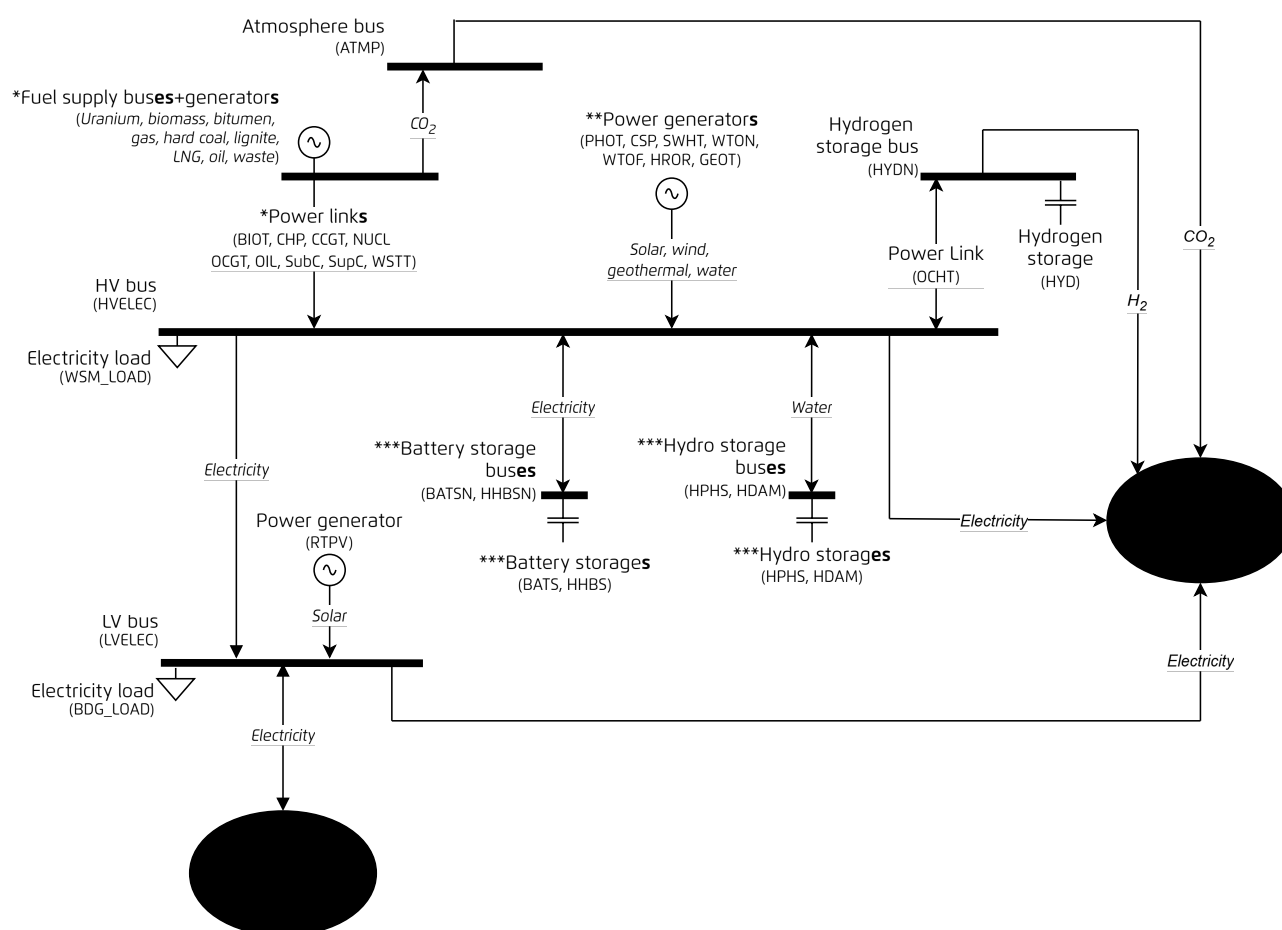 Atmosphere bus
(ATMP)
*Fuel supply buses+generators
(Uranium, biomass, bitumen,
gas, hard coal, lignite,
LNG, oil, waste)
CO2
**Power generators
(PHOT, CSP, SWHT, WTON,
WTOF, HROR, GEOT)
Hydrogen
storage bus
(HYDN)
*Power links
(BIOT, CHP, CCGT, NUCL
OCGT, OIL, SubC, SupC, WSTT)
Solar, wind,
geothermal, water
Power Link
(OCHT)
Hydrogen
storage
(HYD)
CO2
H2
HV bus
(HVELEC)
Electricity load
(WSM_LOAD)
Electricity
Electricity
Water
***Battery storage
buses
(BATSN, HHBSN)
***Hydro storage
buses
(HPHS, HDAM)
Electricity
Power generator
(RTPV)
***Battery storages
(BATS, HHBS)
***Hydro storages
(HPHS, HDAM)
Solar
LV bus
(LVELEC)
Electricity load
(BDG_LOAD)
Electricity
Electricity